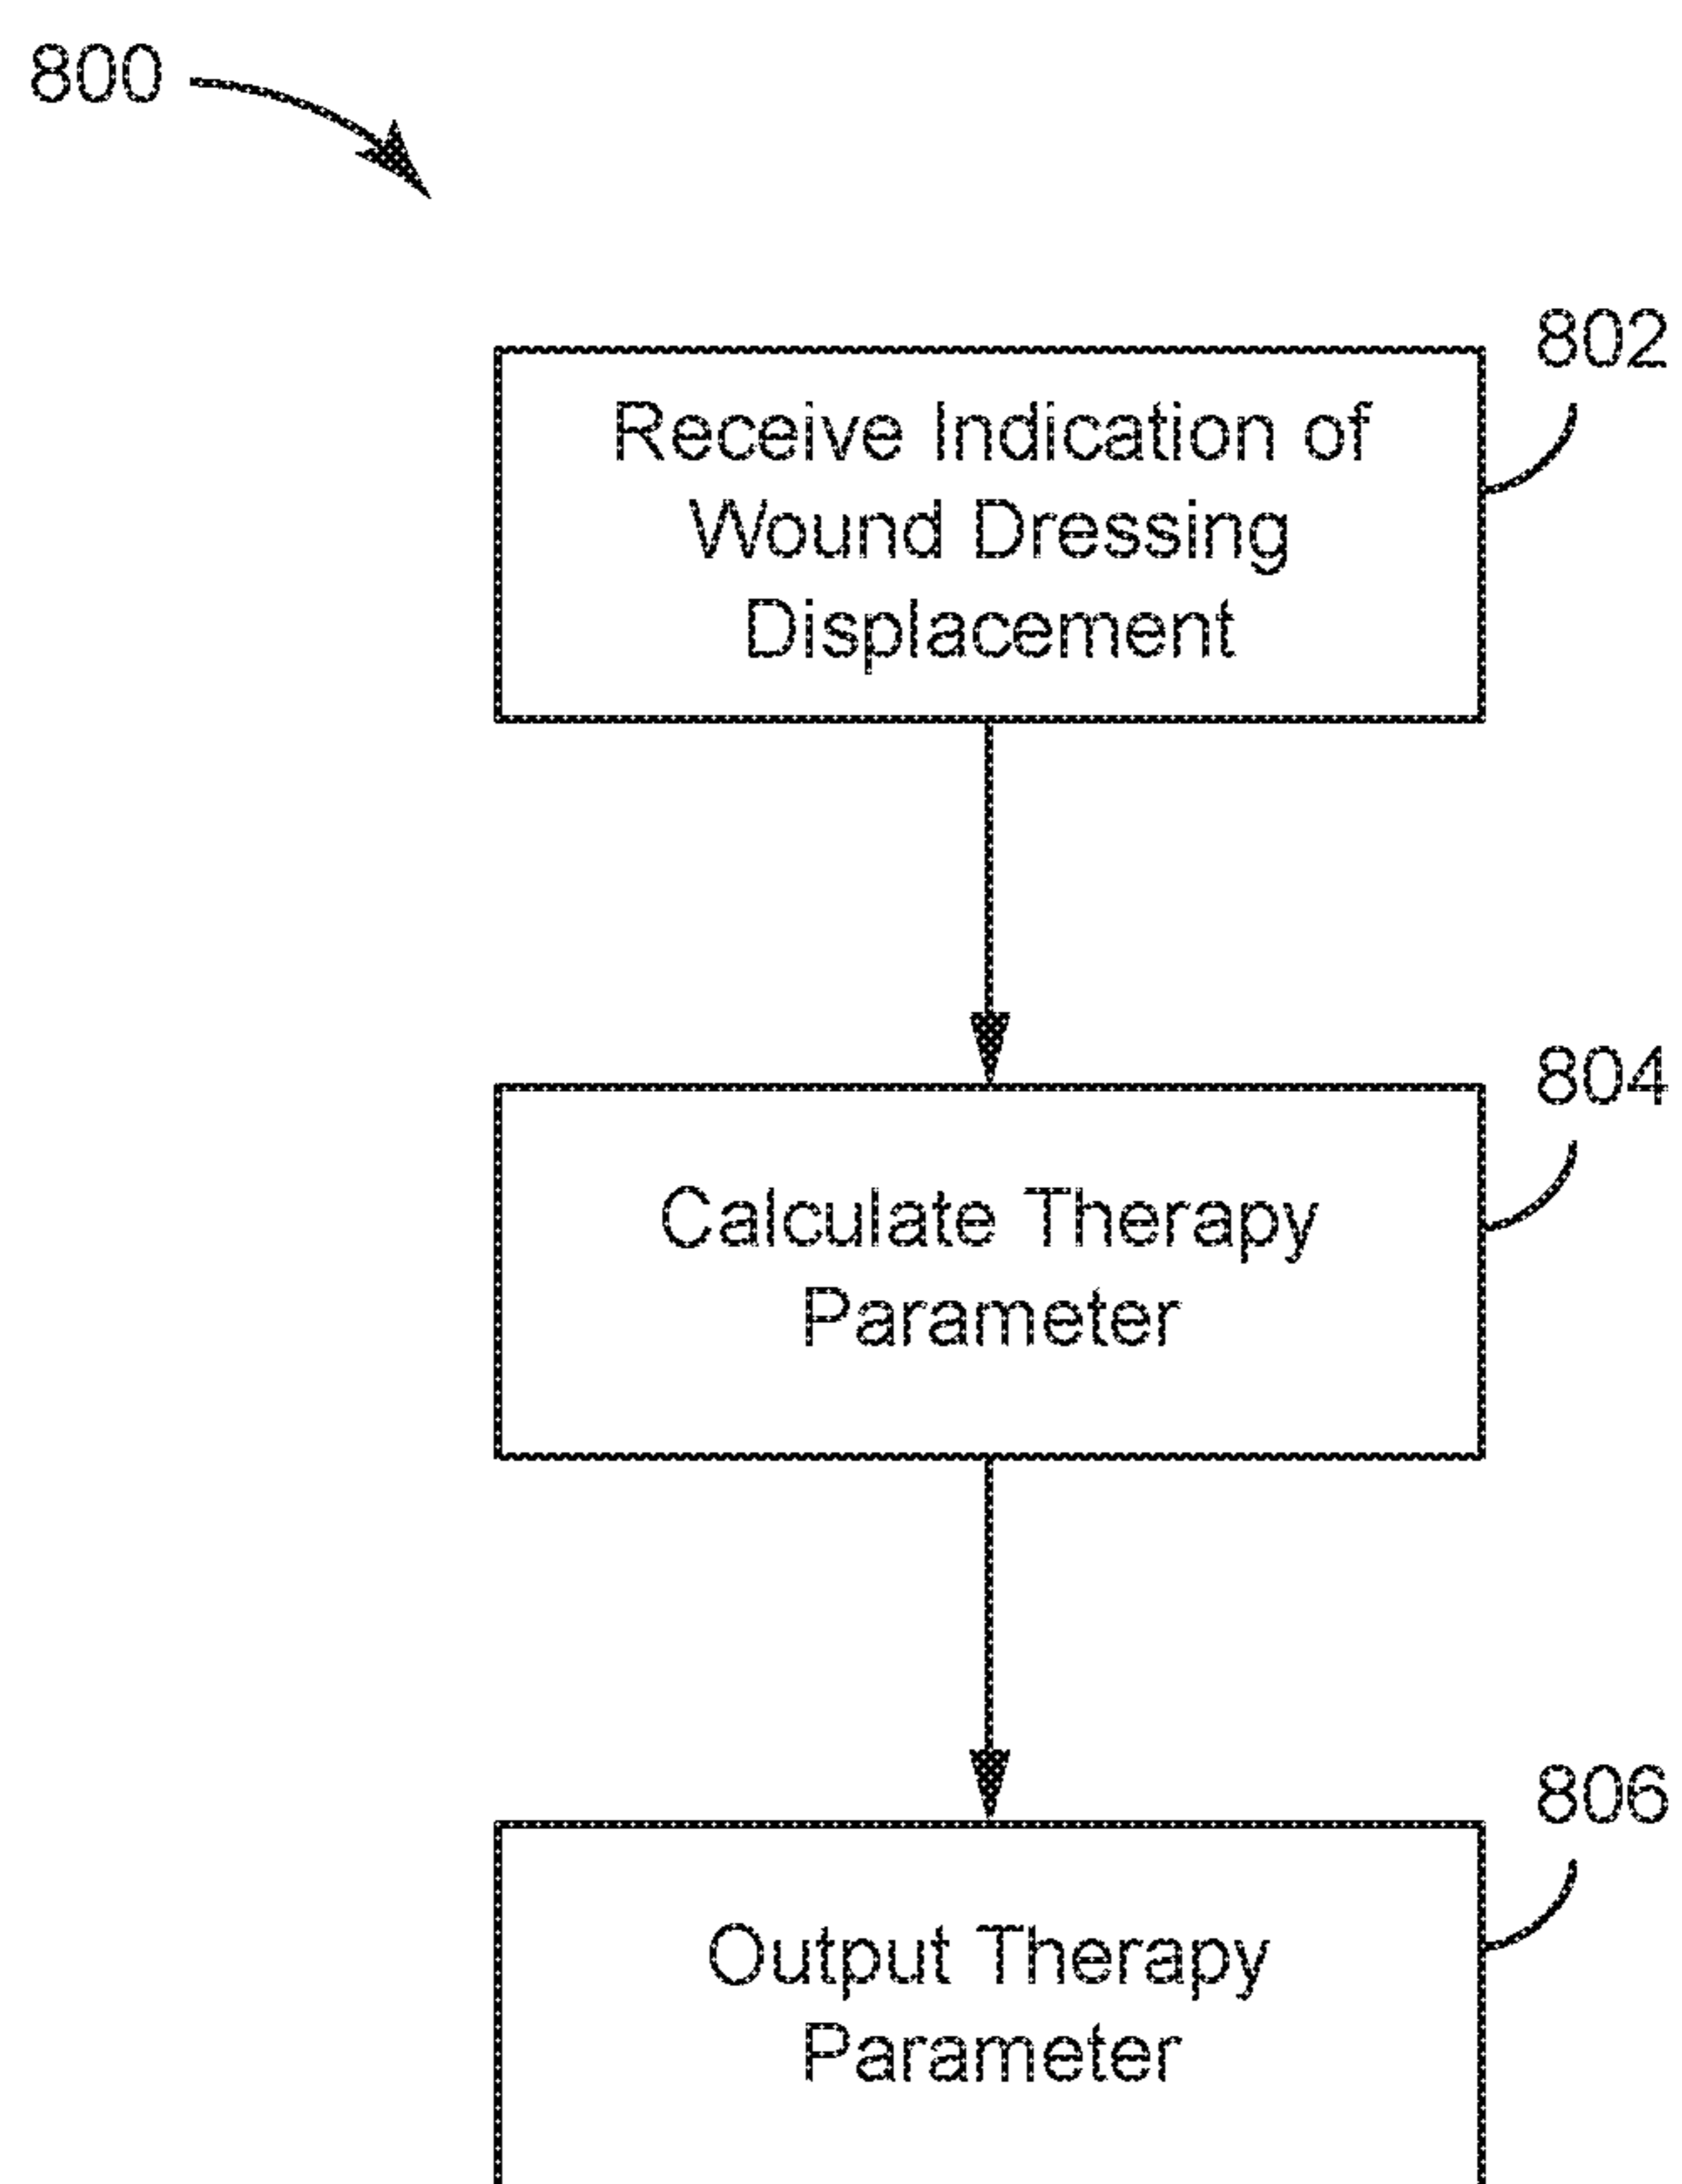 800
802
Receive Indication of
Wound Dressing
Displacement
804
Calculate Therapy
Parameter
806
Output Therapy
Parameter